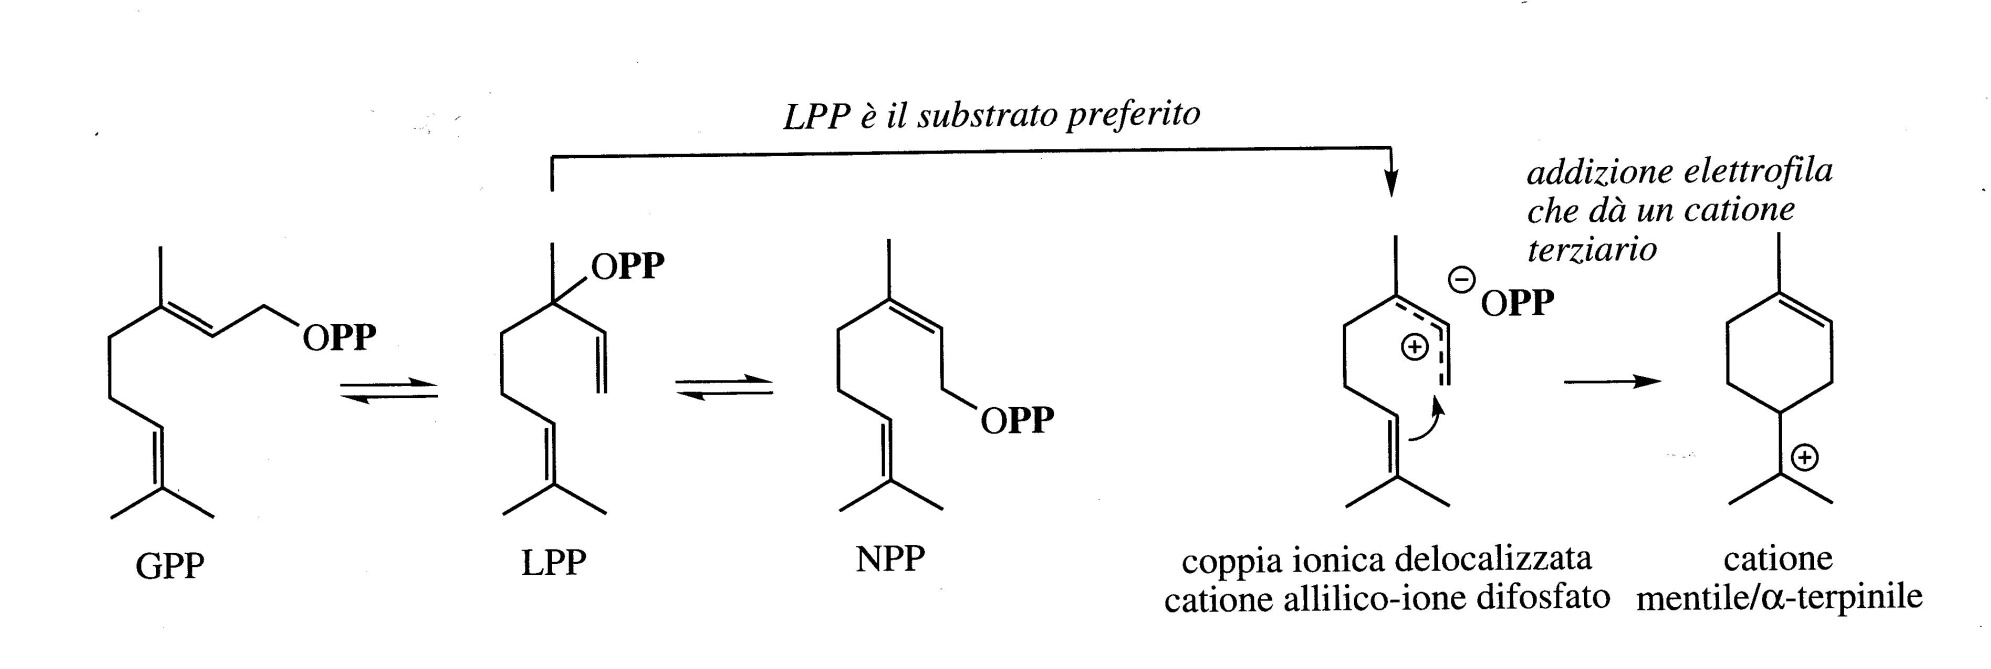 LPP è il substrato preferito
addizione elettrofila
che dà un catione
terziario
OPP
OPP
OPP
⊖
OPP
⊕
⊕
GPP
LPP
NPP
coppia ionica delocalizzata
catione allilico-ione difosfato
catione
mentile/α-terpinile